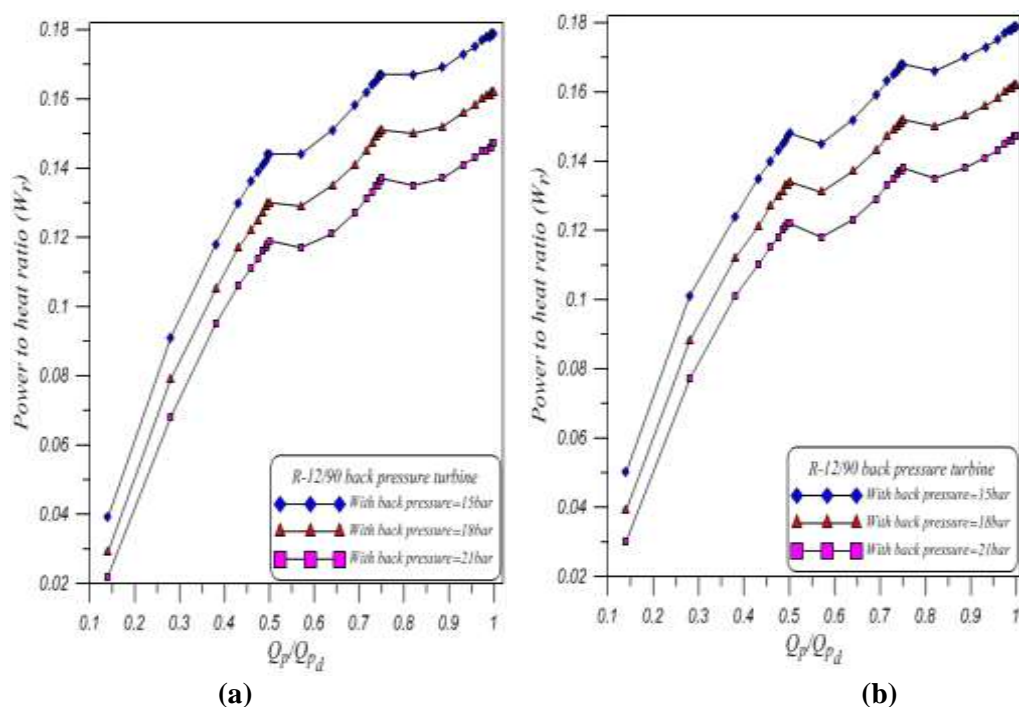 0.18
0.16
0.14
0.12
0.1
0.08
0.06
0.04
0.02
Power to heat ratio (Wr)
R-12/90 back pressure turbine
With back pressure=15bar
With back pressure=18bar
With back pressure=21bar
0.1 0.2 0.3 0.4 0.5 0.6 0.7 0.8 0.9 1
Qp/Qpd
(a)
0.18
0.16
0.14
0.12
0.1
0.08
0.06
0.04
0.02
Power to heat ratio (Wr)
R-12/90 back pressure turbine
With back pressure=15bar
With back pressure=18bar
With back pressure=21bar
0.1 0.2 0.3 0.4 0.5 0.6 0.7 0.8 0.9 1
Qp/Qpd
(b)